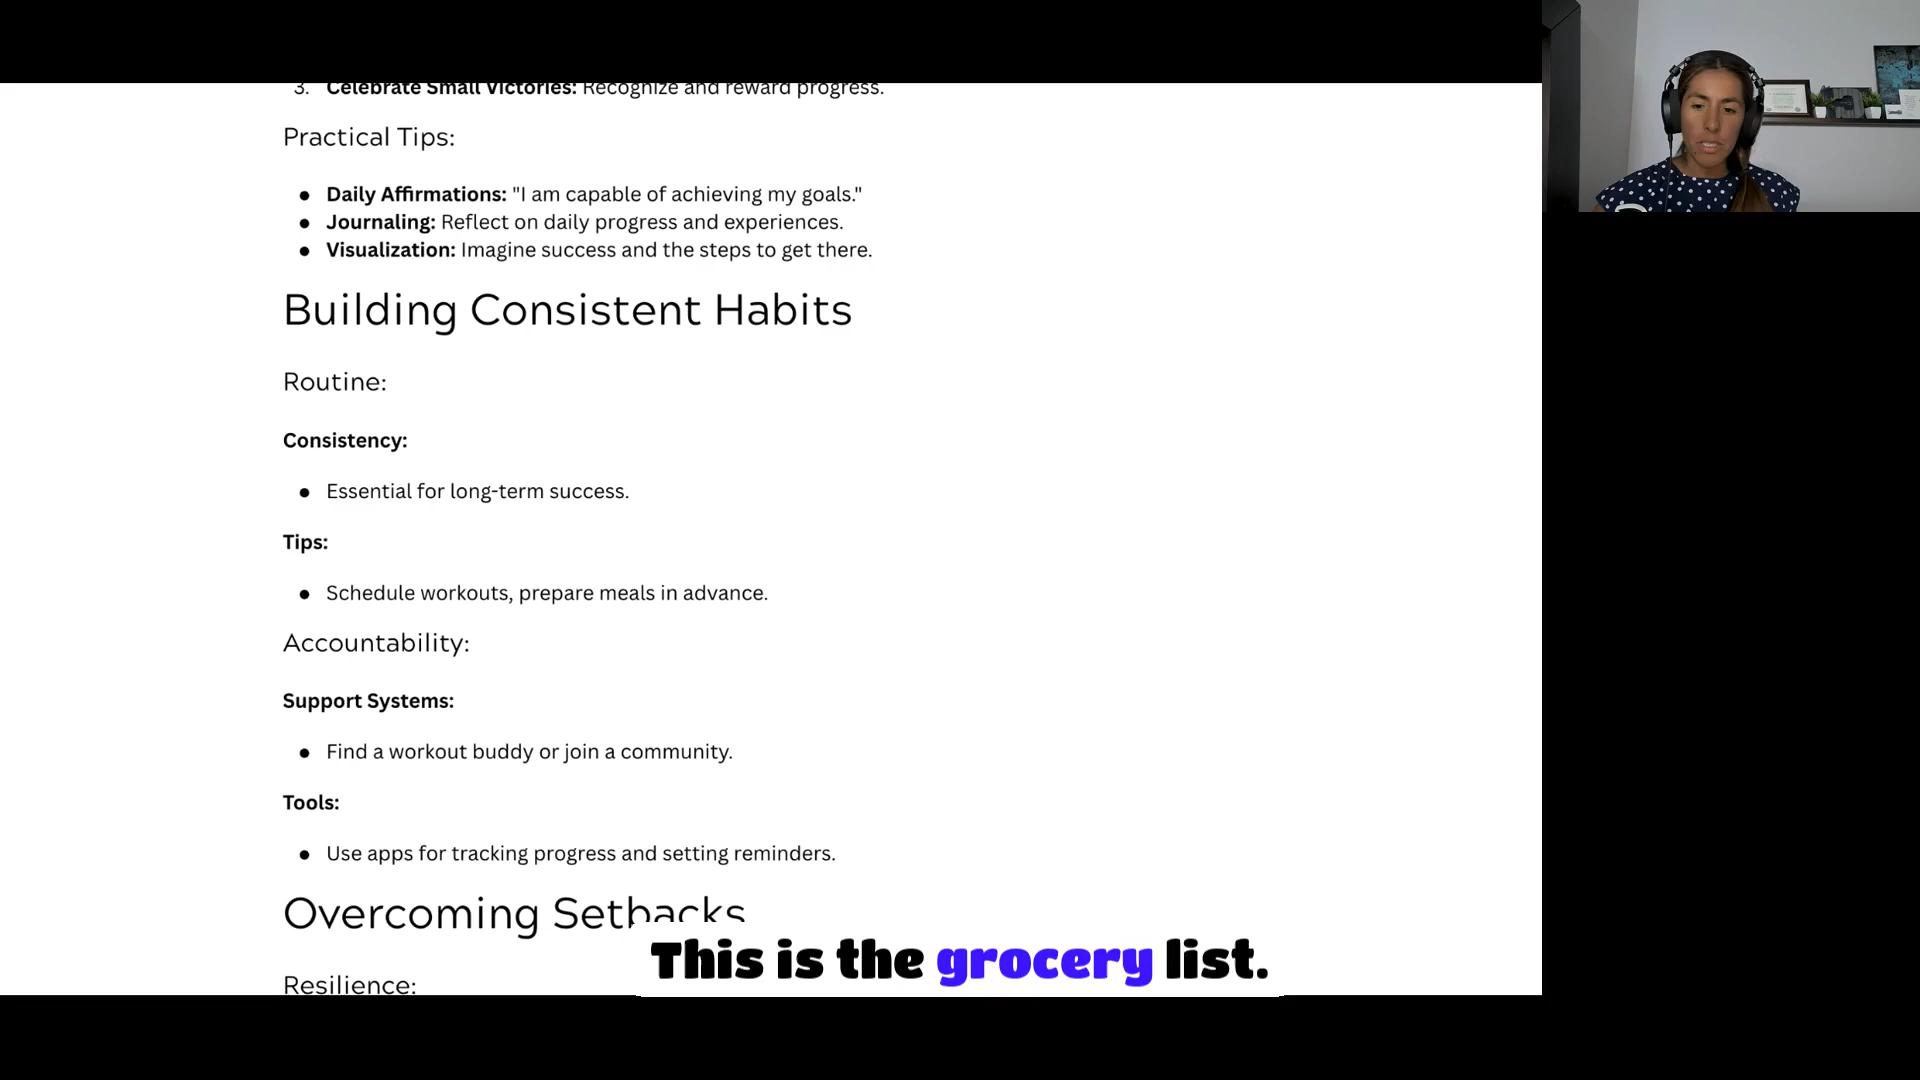 3. Celebrate Small Victories: Recognize and reward progress.
Practical Tips:
● Daily Affirmations: "I am capable of achieving my goals."
● Journaling: Reflect on daily progress and experiences.
● Visualization: Imagine success and the steps to get there.
Building Consistent Habits
Routine:
Consistency:
● Essential for long-term success.
Tips:
● Schedule workouts, prepare meals in advance.
Accountability:
Support Systems:
● Find a workout buddy or join a community.
Tools:
● Use apps for tracking progress and setting reminders.
Overcoming Setbacks
This is the grocery list.
Resilience: